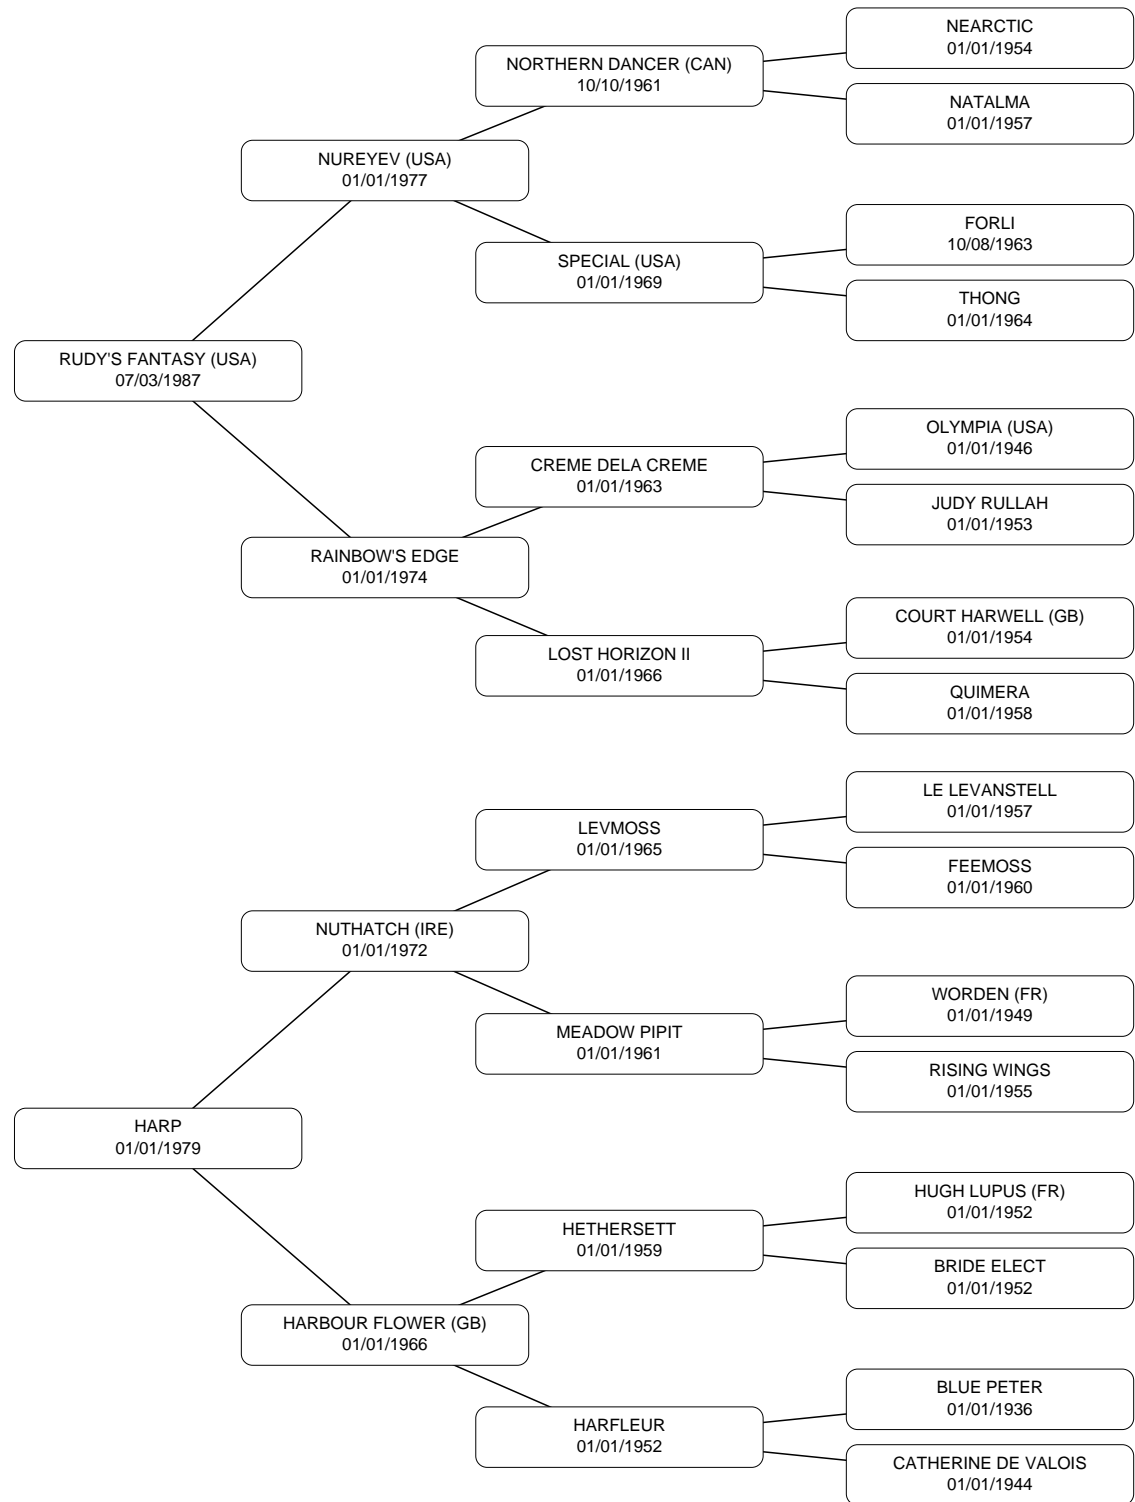 NEARCTIC
01/01/1954
NORTHERN DANCER (CAN)
10/10/1961
NATALMA
01/01/1957
NUREYEV (USA)
01/01/1977
FORLI
10/08/1963
SPECIAL (USA)
01/01/1969
THONG
01/01/1964
RUDY'S FANTASY (USA)
07/03/1987
OLYMPIA (USA)
01/01/1946
CREME DELA CREME
01/01/1963
JUDY RULLAH
01/01/1953
RAINBOW'S EDGE
01/01/1974
COURT HARWELL (GB)
01/01/1954
LOST HORIZON II
01/01/1966
QUIMERA
01/01/1958
LE LEVANSTELL
01/01/1957
LEVMOSS
01/01/1965
FEEMOSS
01/01/1960
NUTHATCH (IRE)
01/01/1972
WORDEN (FR)
01/01/1949
MEADOW PIPIT
01/01/1961
RISING WINGS
01/01/1955
HARP
01/01/1979
HUGH LUPUS (FR)
01/01/1952
HETHERSETT
01/01/1959
BRIDE ELECT
01/01/1952
HARBOUR FLOWER (GB)
01/01/1966
BLUE PETER
01/01/1936
HARFLEUR
01/01/1952
CATHERINE DE VALOIS
01/01/1944